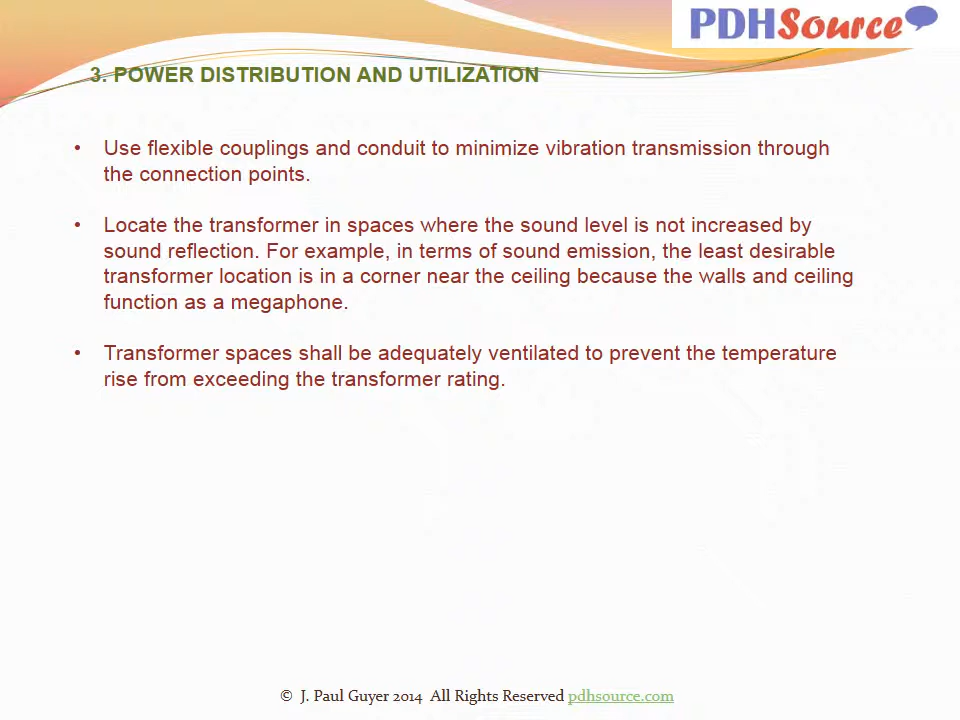 PDHSource
3. POWER DISTRIBUTION AND UTILIZATION
• Use flexible couplings and conduit to minimize vibration transmission through
the connection points.
• Locate the transformer in spaces where the sound level is not increased by
sound reflection. For example, in terms of sound emission, the least desirable
transformer location is in a corner near the ceiling because the walls and ceiling
function as a megaphone.
• Transformer spaces shall be adequately ventilated to prevent the temperature
rise from exceeding the transformer rating.
© J. Paul Guyer 2014 All Rights Reserved pdhsource.com